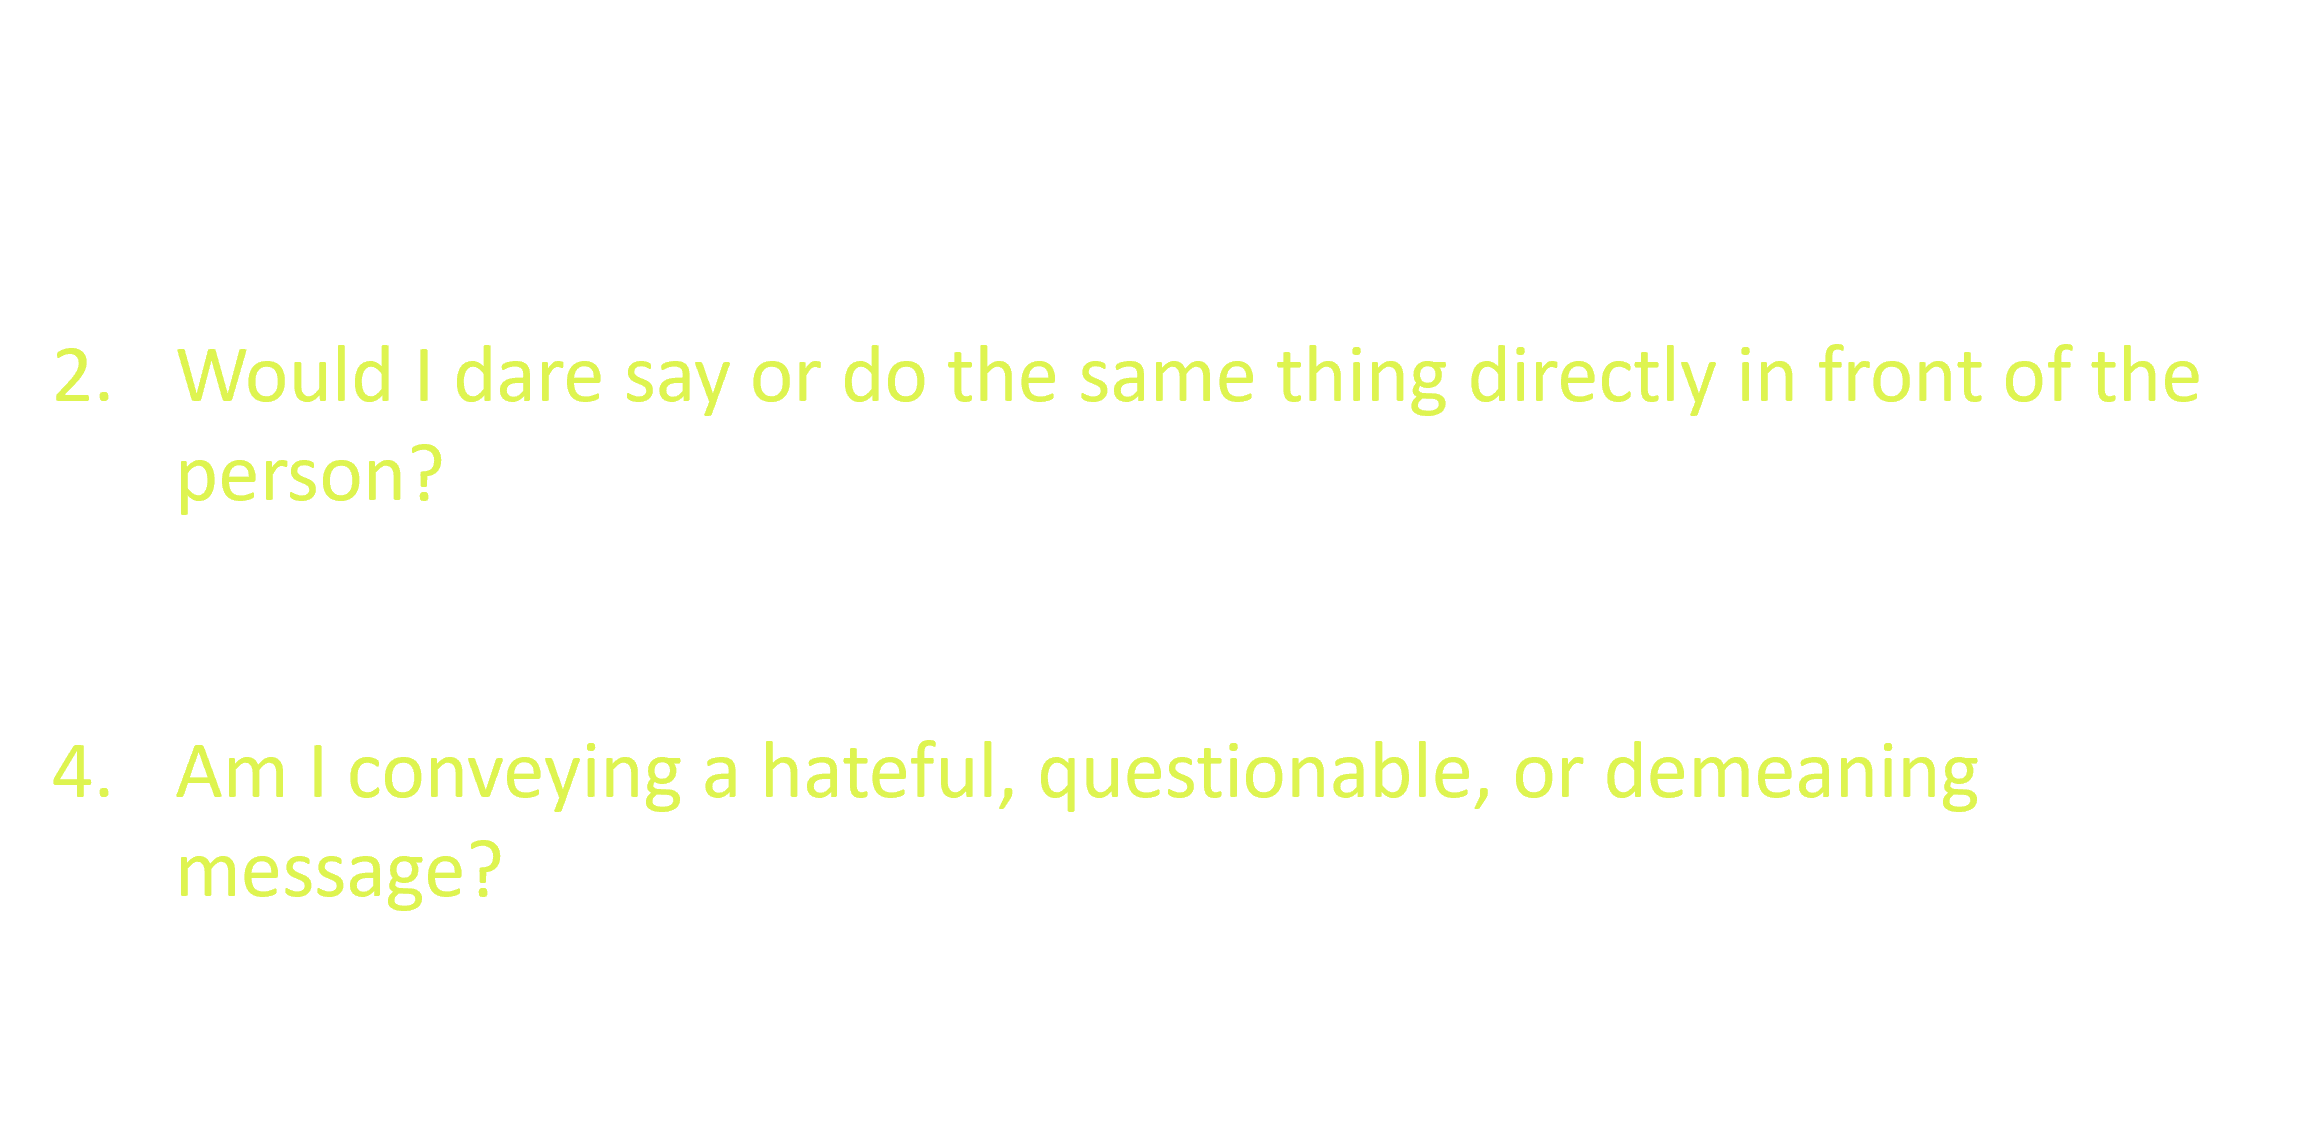 2. Would I dare say or do the same thing directly in front of the
person?
4. Am I conveying a hateful, questionable, or demeaning
message?